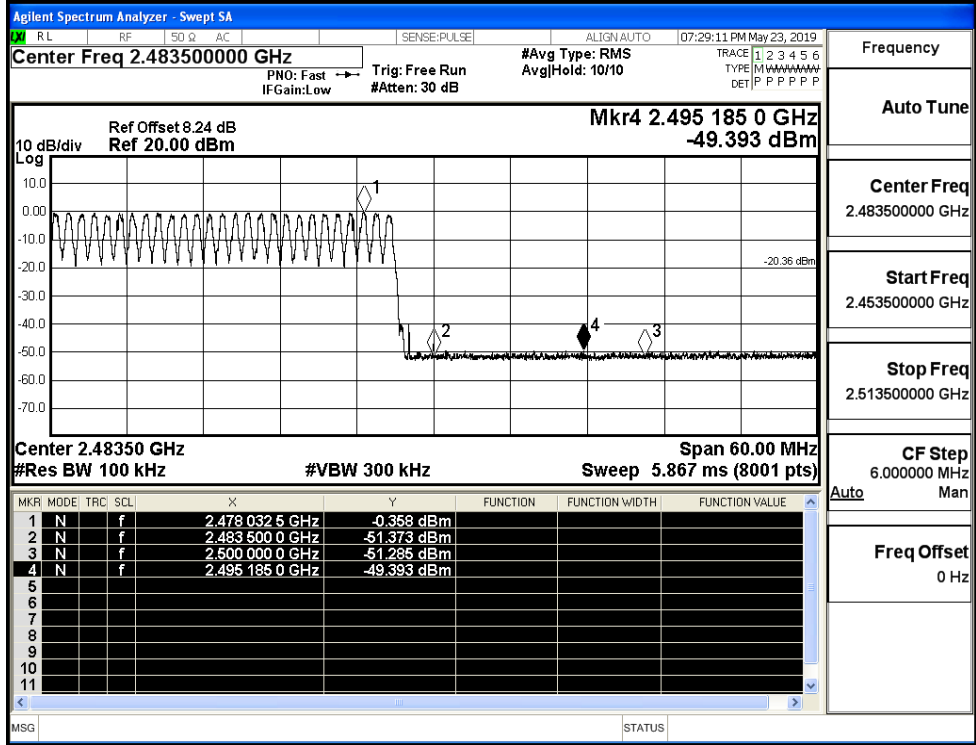 Agilent Spectrum Analyzer - Swept SA
LXI RL RF 50 Ω AC SENSE:PULSE ALIGNAUTO 07:29:11 PM May 23, 2019
Center Freq 2.483500000 GHz
PNO: Fast
IFGain:Low
Trig: Free Run
#Atten: 30 dB
#Avg Type: RMS
Avg|Hold: 10/10
TRACE 1 2 3 4 5 6
TYPE M W W W W W
DET P P P P P P
Mkr4 2.495 185 0 GHz
-49.393 dBm
Ref Offset 8.24 dB
10 dB/div Ref 20.00 dBm
Log
10.0
0.00
-10.0
-20.0
-30.0
-40.0
-50.0
-60.0
-70.0
1
-20.36 dBm
2
4
3
Center 2.48350 GHz Span 60.00 MHz
#Res BW 100 kHz #VBW 300 kHz Sweep 5.867 ms (8001 pts)
MKR MODE TRC SCL X Y FUNCTION FUNCTION WIDTH FUNCTION VALUE
1 N f 2.478 032 5 GHz -0.358 dBm
2 N f 2.483 500 0 GHz -51.373 dBm
3 N f 2.500 000 0 GHz -51.285 dBm
4 N f 2.495 185 0 GHz -49.393 dBm
5
6
7
8
9
10
11
MSG STATUS
Frequency
Auto Tune
Center Freq
2.483500000 GHz
Start Freq
2.453500000 GHz
Stop Freq
2.513500000 GHz
CF Step
6.000000 MHz
Auto Man
Freq Offset
0 Hz